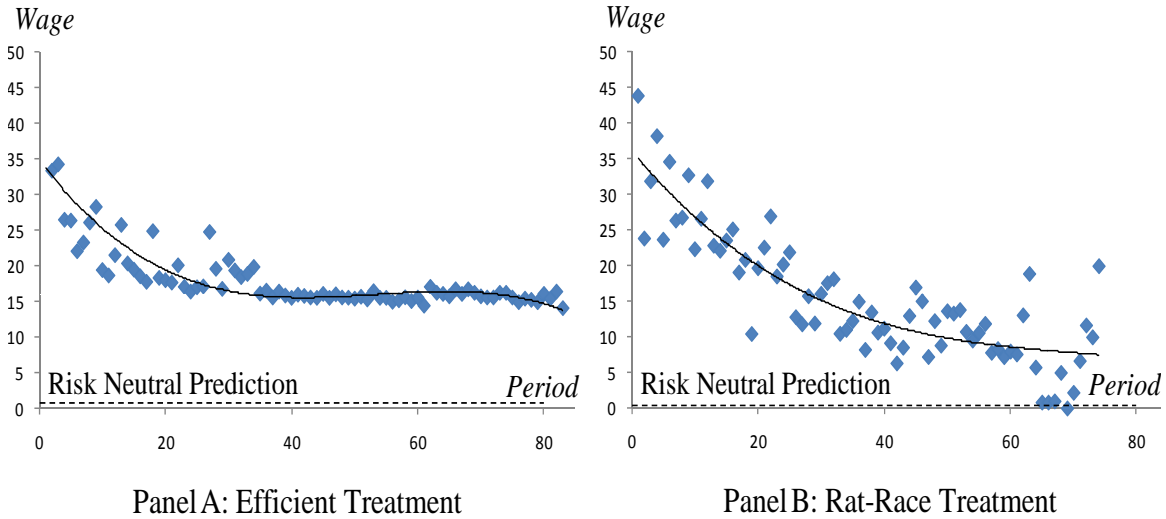 Wage
50
45
40
35
30
25
20
15
10
5
0
Risk Neutral Prediction
Period
0 20 40 60 80
Panel A: Efficient Treatment
Wage
50
45
40
35
30
25
20
15
10
5
0
Risk Neutral Prediction
Period
0 20 40 60 80
Panel B: Rat-Race Treatment